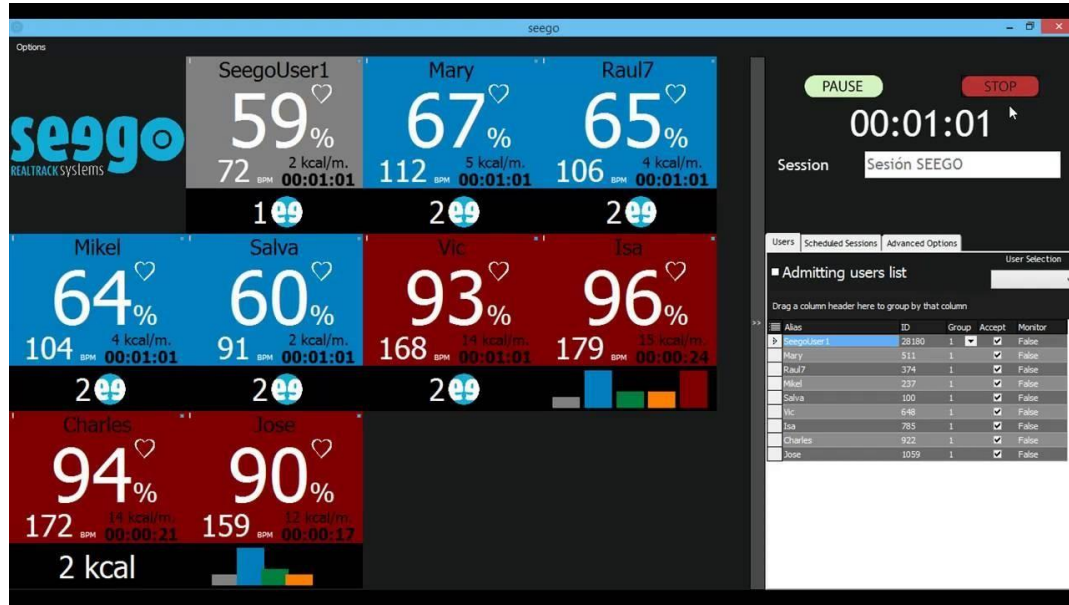 seego
Options
seego
REALTRACK systems
SeegoUser1
59%
2 kcal/m.
72 BPM 00:01:01
1
Mary
67%
5 kcal/m.
112 BPM 00:01:01
2
Raul7
65%
4 kcal/m.
106 BPM 00:01:01
2
Mikel
64%
4 kcal/m.
104 BPM 00:01:01
2
Salva
60%
2 kcal/m.
91 BPM 00:01:01
2
Vic
93%
14 kcal/m.
168 BPM 00:01:01
2
Isa
96%
15 kcal/m.
179 BPM 00:00:24
Charles
94%
14 kcal/m.
172 BPM 00:00:21
2 kcal
Jose
90%
12 kcal/m.
159 BPM 00:00:17
>>
PAUSE STOP
00:01:01
Session Sesión SEEGO
Users Scheduled Sessions Advanced Options
User Selection
Admitting users list
Drag a column header here to group by that column
Alias ID Group Accept Monitor
SeegoUser1 28180 1 False
Mary 511 1 False
Raul7 374 1 False
Mikel 237 1 False
Salva 100 1 False
Vic 648 1 False
Isa 785 1 False
Charles 922 1 False
Jose 1059 1 False